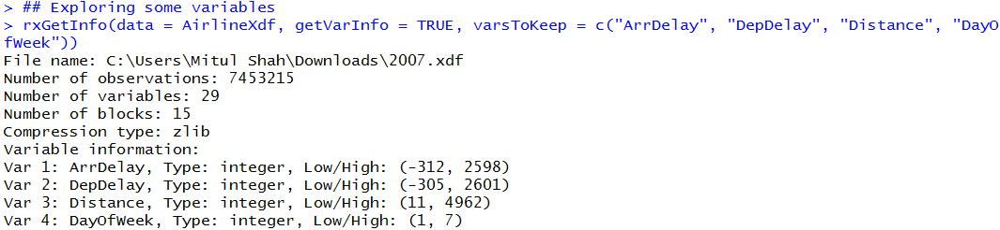 > ## Exploring some variables
> rxGetInfo(data = AirlineXdf, getVarInfo = TRUE, varsToKeep = c("ArrDelay", "DepDelay", "Distance", "DayO
fWeek"))
File name: C:\Users\Mitul Shah\Downloads\2007.xdf
Number of observations: 7453215
Number of variables: 29
Number of blocks: 15
Compression type: zlib
Variable information:
Var 1: ArrDelay, Type: integer, Low/High: (-312, 2598)
Var 2: DepDelay, Type: integer, Low/High: (-305, 2601)
Var 3: Distance, Type: integer, Low/High: (11, 4962)
Var 4: DayOfWeek, Type: integer, Low/High: (1, 7)